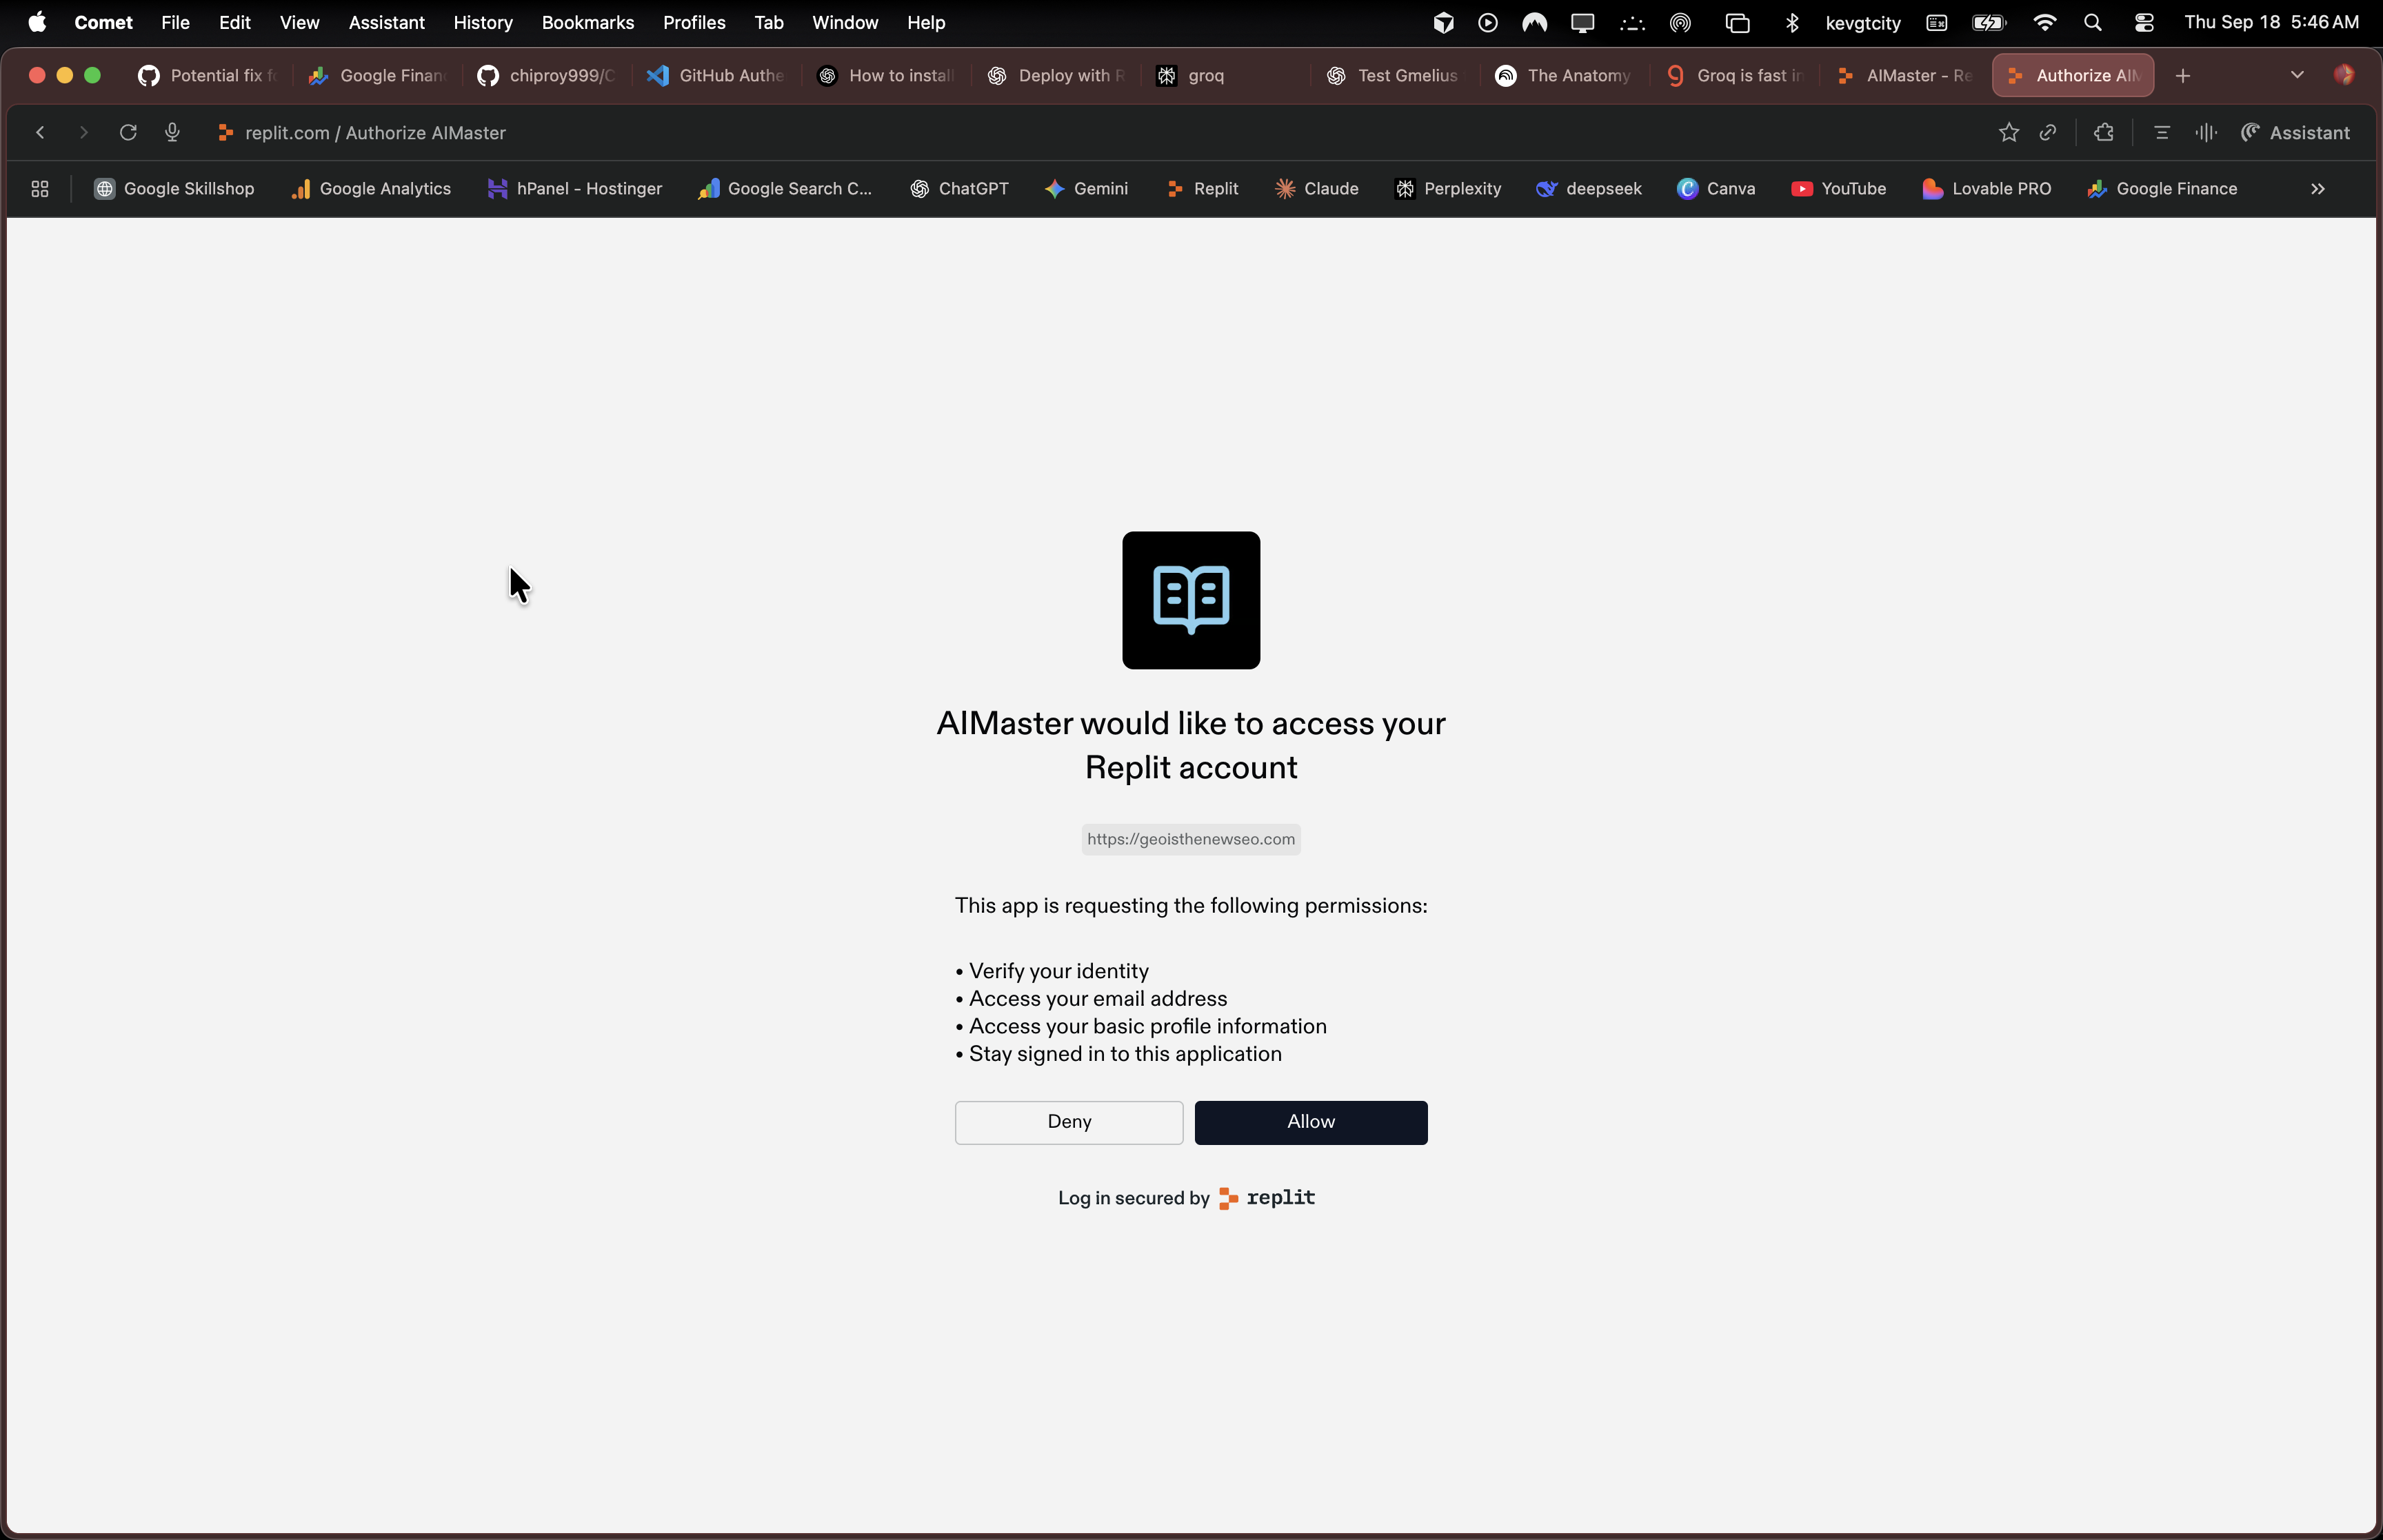 Comet File Edit View Assistant History Bookmarks Profiles Tab Window Help kevgtcity Thu Sep 18 5:46 AM
Potential fix fo Google Finan chiproy999/C GitHub Authe How to install Deploy with R groq Test Gmelius The Anatomy Groq is fast in AIMaster - Re Authorize AIM
replit.com / Authorize AIMaster Assistant
Google Skillshop Google Analytics hPanel - Hostinger Google Search C... ChatGPT Gemini Replit Claude Perplexity deepseek Canva YouTube Lovable PRO Google Finance
AIMaster would like to access your
Replit account
https://geoisthenewseo.com
This app is requesting the following permissions:
• Verify your identity
• Access your email address
• Access your basic profile information
• Stay signed in to this application
Deny Allow
Log in secured by replit